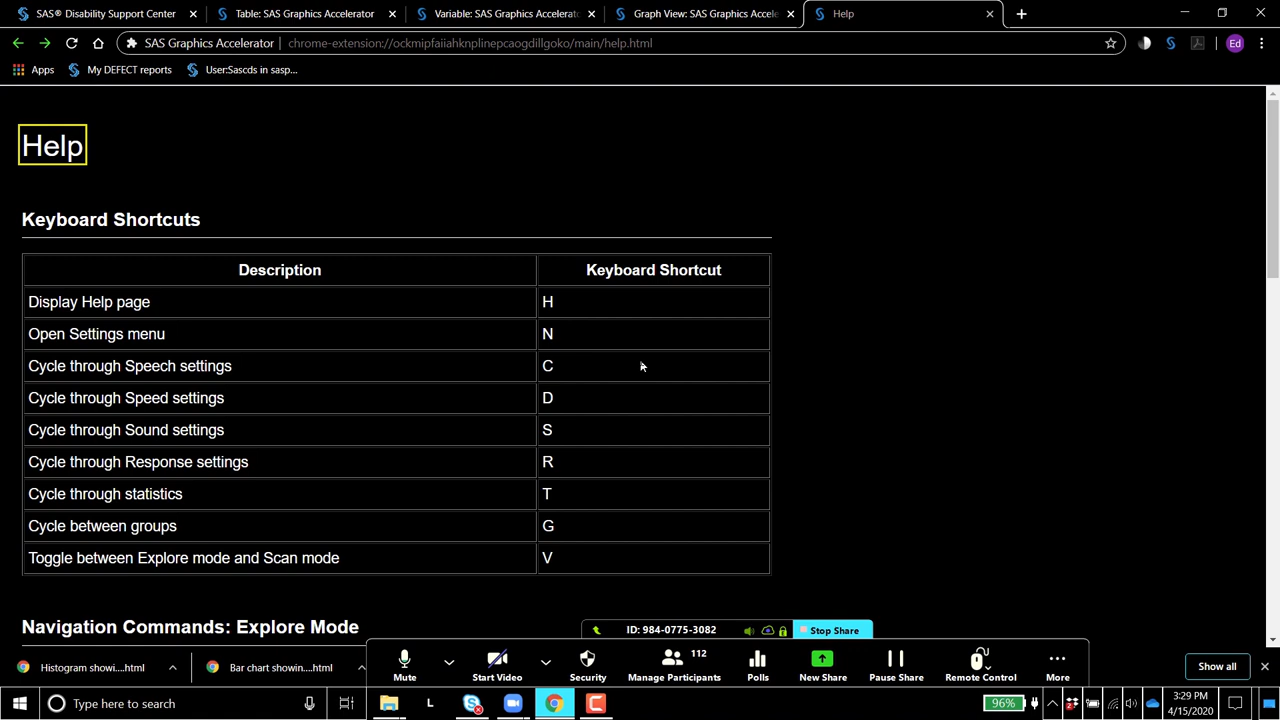 SAS® Disability Support Center
Table: SAS Graphics Accelerator
Variable: SAS Graphics Accelerato
Graph View: SAS Graphics Accele
Help
SAS Graphics Accelerator
chrome-extension://ockmipfaiiahknplinepcaogdillgoko/main/help.html
Ed
Apps
My DEFECT reports
User:Sascds in sasp...
Help
Keyboard Shortcuts
Description Keyboard Shortcut
Display Help page H
Open Settings menu N
Cycle through Speech settings C
Cycle through Speed settings D
Cycle through Sound settings S
Cycle through Response settings R
Cycle through statistics T
Cycle between groups G
Toggle between Explore mode and Scan mode V
Navigation Commands: Explore Mode
ID: 984-0775-3082
Stop Share
Histogram showi....html
Bar chart showin....html
Mute
Start Video
Security
112
Manage Participants
Polls
New Share
Pause Share
Remote Control
More
Show all
Type here to search
L
96%
3:29 PM
4/15/2020